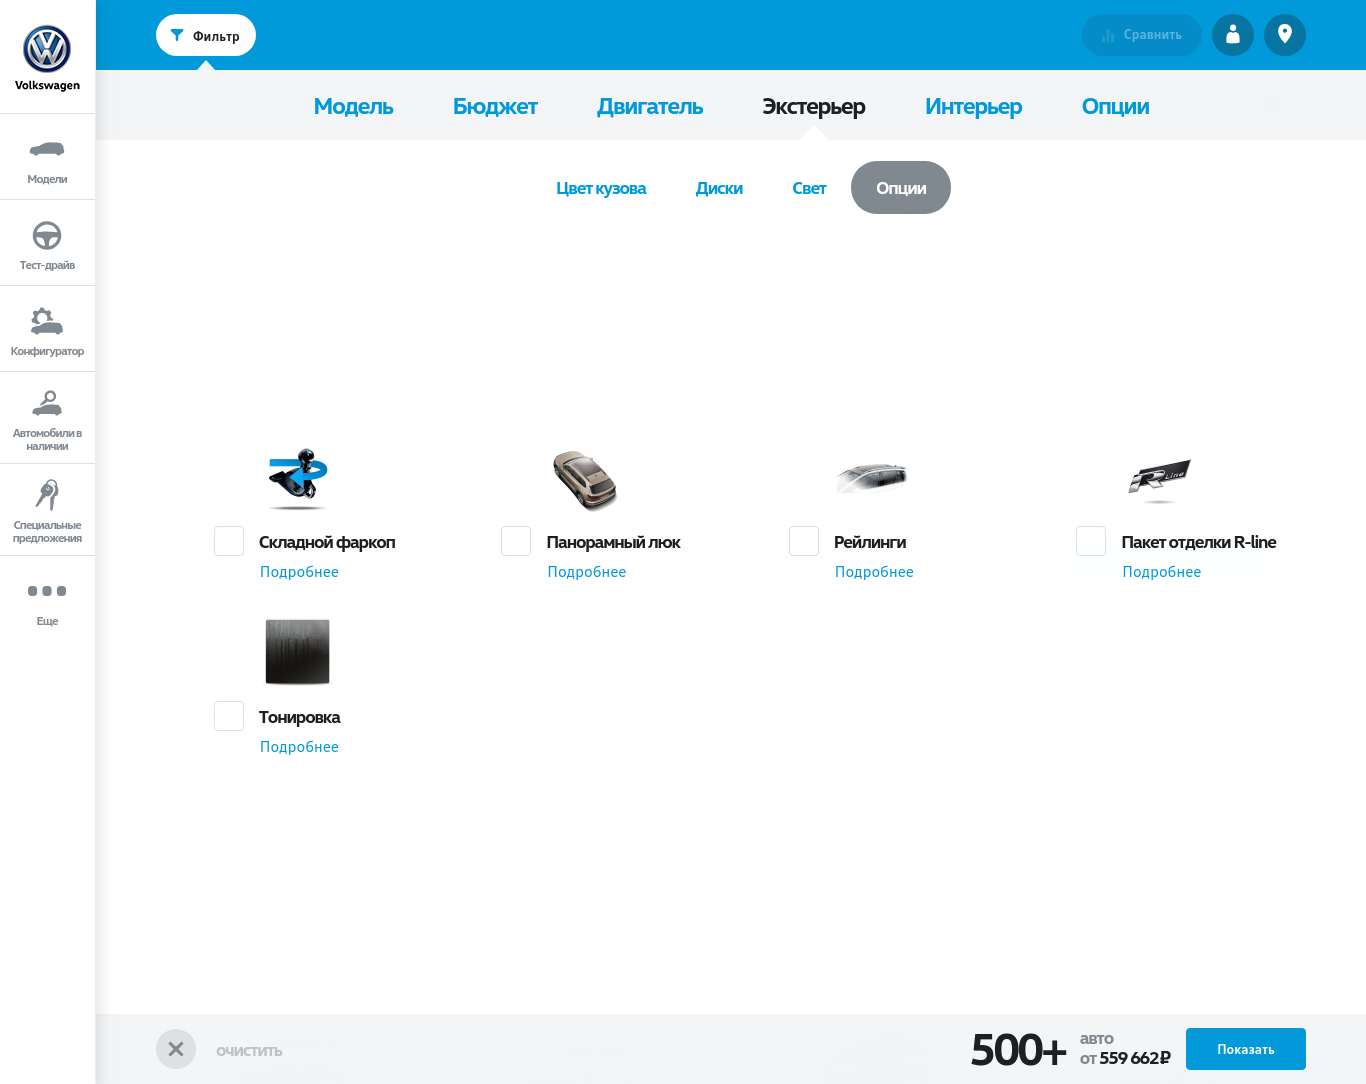 Фильтр
Сравнить
Volkswagen
Модель Бюджет Двигатель Экстерьер Интерьер Опции
Цвет кузова Диски Свет Опции
Модели
Тест-драйв
Конфигуратор
Автомобили в
наличии
Специальные
предложения
Еще
R Line
Складной фаркоп Панорамный люк Рейлинги Пакет отделки R-line
Подробнее Подробнее Подробнее Подробнее
Тонировка
Подробнее
очистить
500+ авто
от 559 662₽
Показать